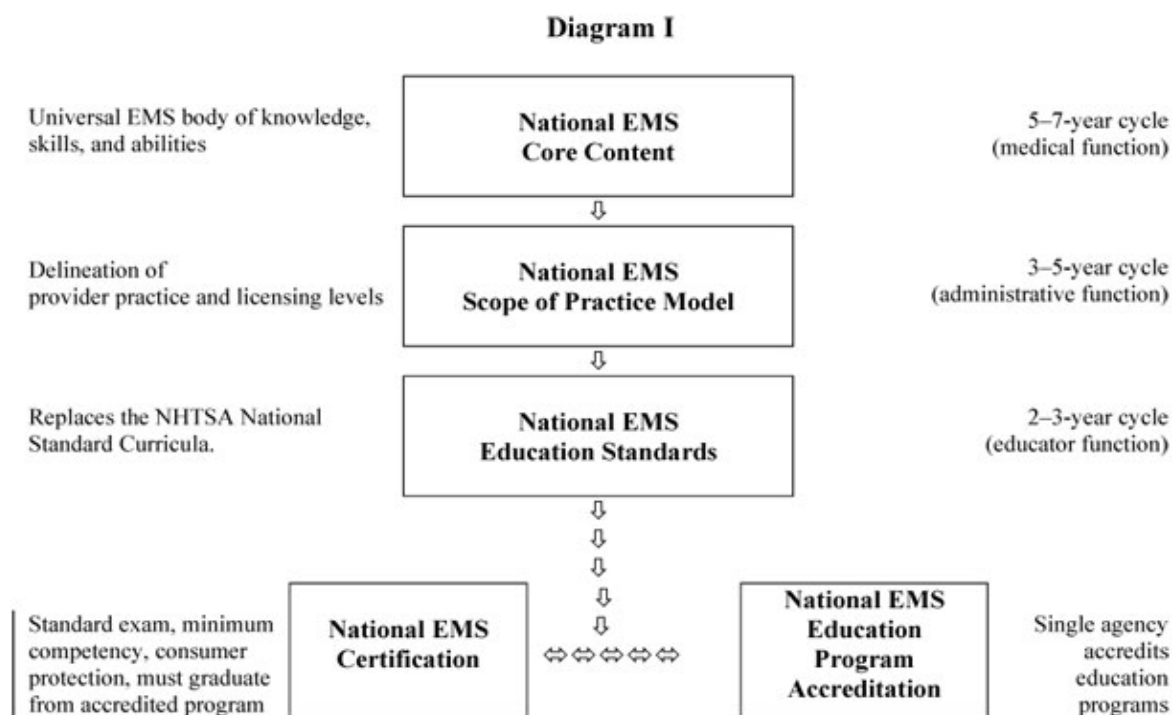 Diagram I
Universal EMS body of knowledge,
skills, and abilities
National EMS
Core Content
5–7-year cycle
(medical function)
Delineation of
provider practice and licensing levels
National EMS
Scope of Practice Model
3–5-year cycle
(administrative function)
Replaces the NHTSA National
Standard Curricula.
National EMS
Education Standards
2–3-year cycle
(educator function)
Standard exam, minimum
competency, consumer
protection, must graduate
from accredited program
National EMS
Certification
National EMS
Education
Program
Accreditation
Single agency
accredits
education
programs